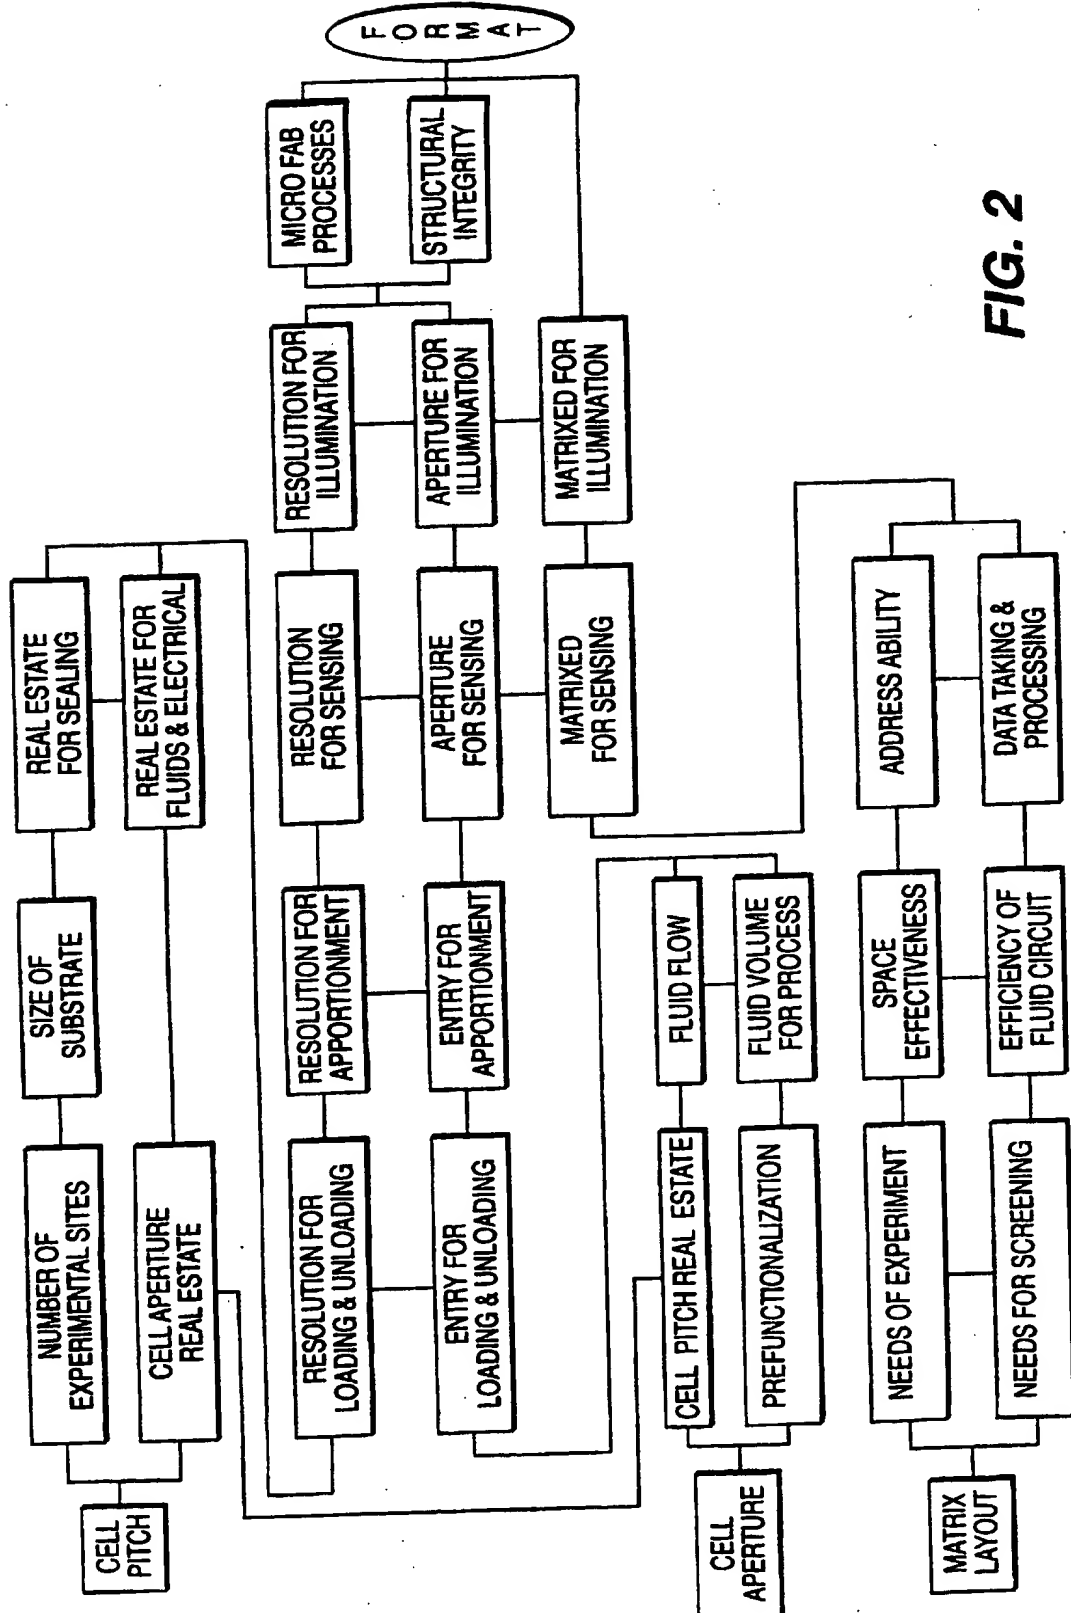 CELL
PITCH
NUMBER OF
EXPERIMENTAL SITES
SIZE OF
SUBSTRATE
REAL ESTATE
FOR SEALING
CELL APERTURE
REAL ESTATE
REAL ESTATE FOR
FLUIDS & ELECTRICAL
RESOLUTION FOR
LOADING & UNLOADING
RESOLUTION FOR
APPORTIONMENT
RESOLUTION
FOR SENSING
RESOLUTION FOR
ILLUMINATION
MICRO FAB
PROCESSES
FORMAT
ENTRY FOR
LOADING & UNLOADING
ENTRY FOR
APPORTIONMENT
APERTURE
FOR SENSING
APERTURE FOR
ILLUMINATION
STRUCTURAL
INTEGRITY
MATRIXED
FOR SENSING
MATRIXED FOR
ILLUMINATION
CELL
APERTURE
CELL PITCH REAL ESTATE
FLUID FLOW
PREFUNCTIONALIZATION
FLUID VOLUME
FOR PROCESS
MATRIX
LAYOUT
NEEDS OF EXPERIMENT
SPACE
EFFECTIVENESS
ADDRESS ABILITY
NEEDS FOR SCREENING
EFFICIENCY OF
FLUID CIRCUIT
DATA TAKING &
PROCESSING
FIG. 2